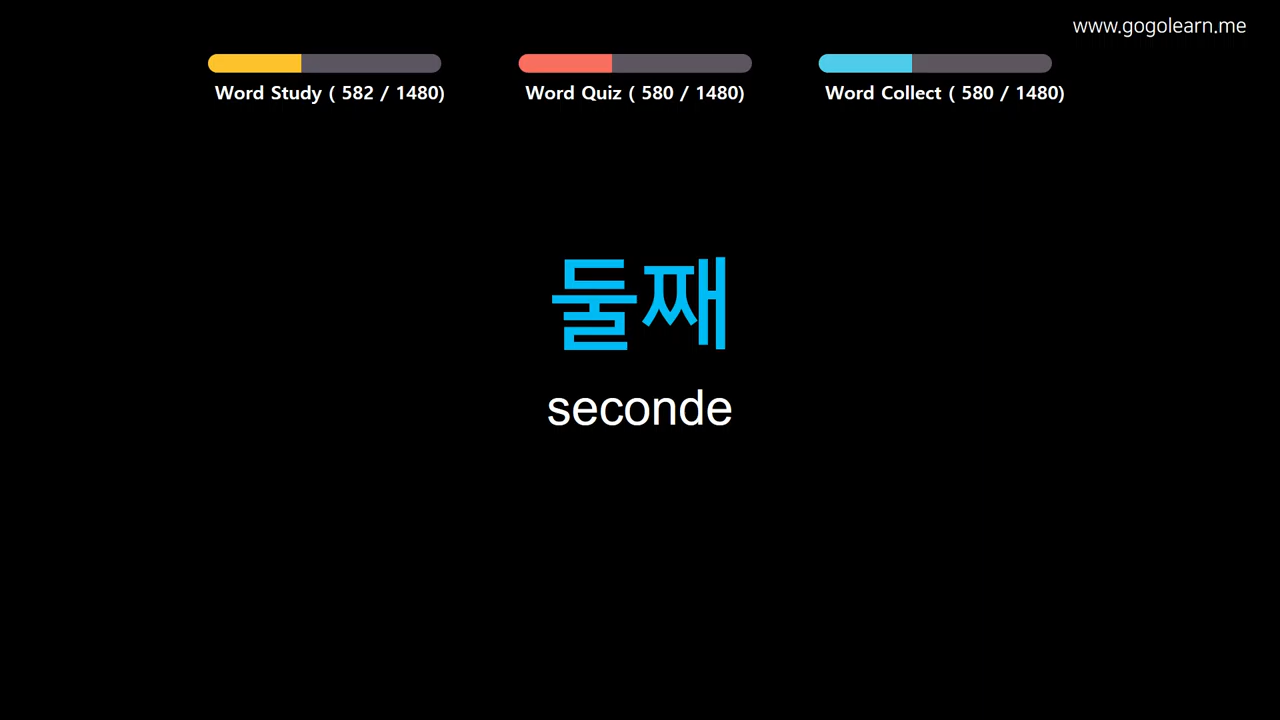 www.gogolearn.me
Word Study ( 582 / 1480)
Word Quiz ( 580 / 1480)
Word Collect ( 580 / 1480)
둘째
seconde